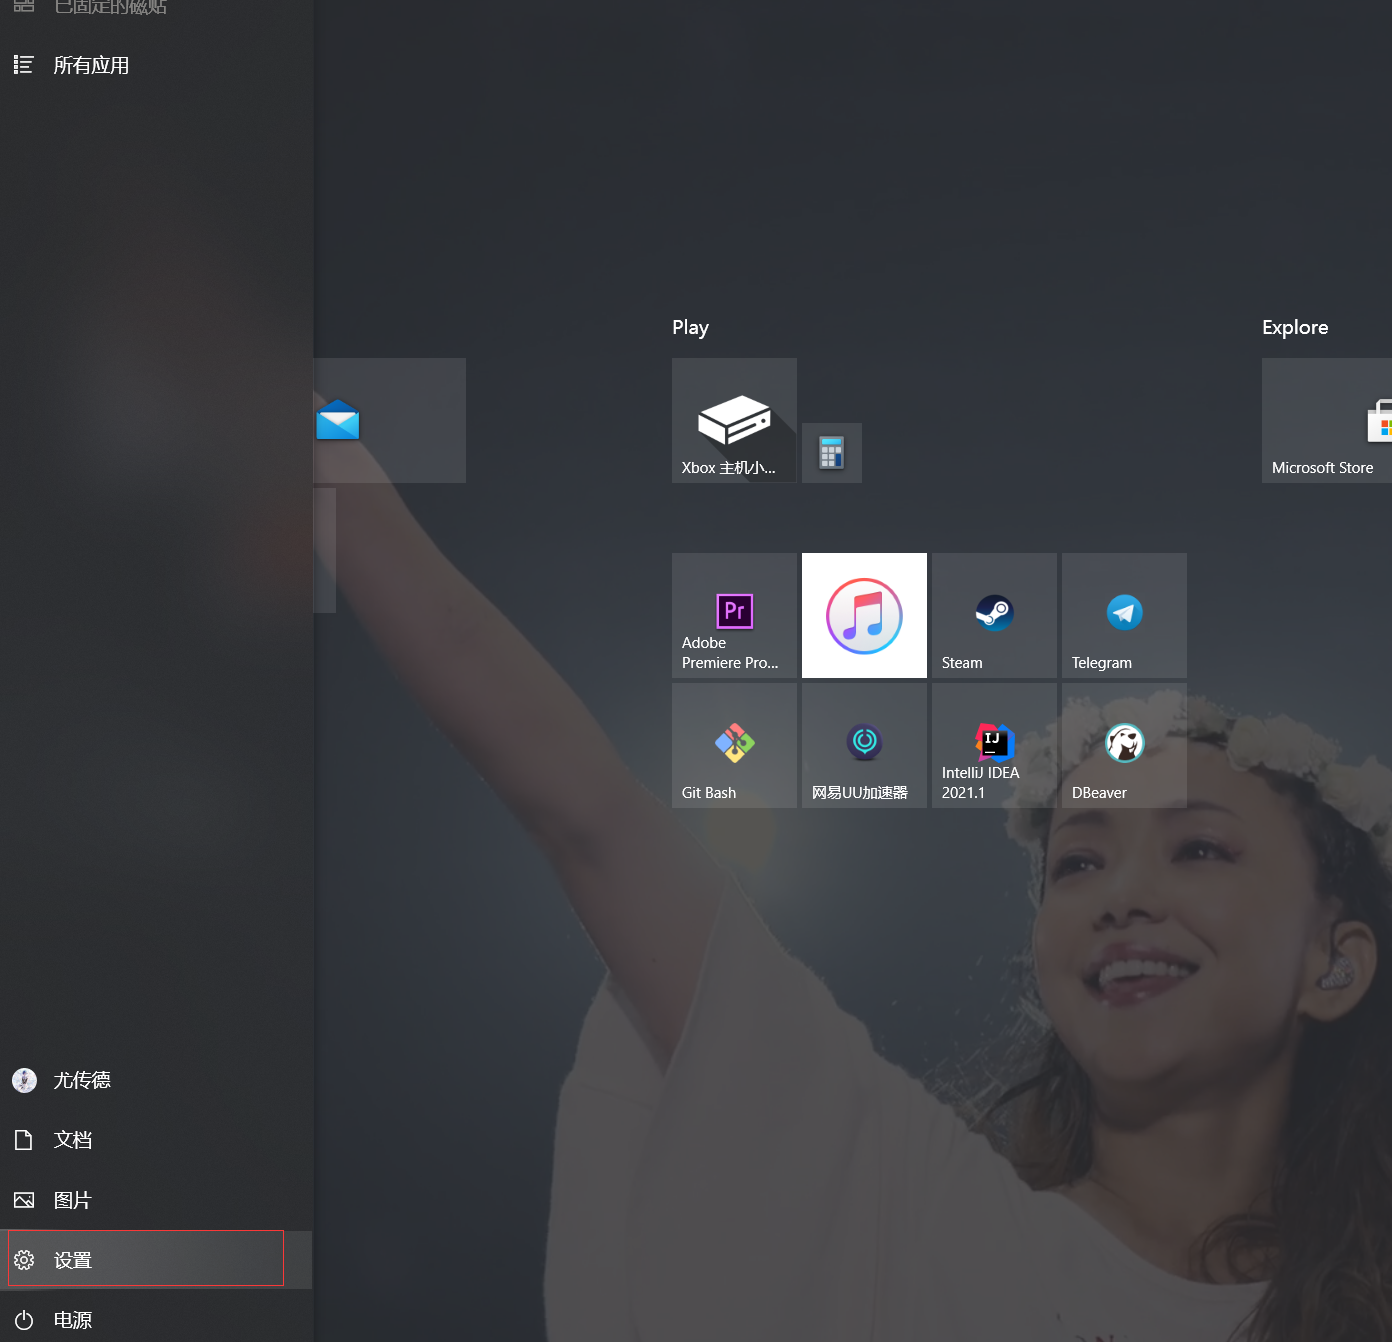 已固定的磁贴
所有应用
Play
Explore
Xbox 主机小...
Microsoft Store
Pr
Adobe
Premiere Pro...
Steam
Telegram
Git Bash
网易UU加速器
IJ
IntelliJ IDEA
2021.1
DBeaver
尤传德
文档
图片
设置
电源